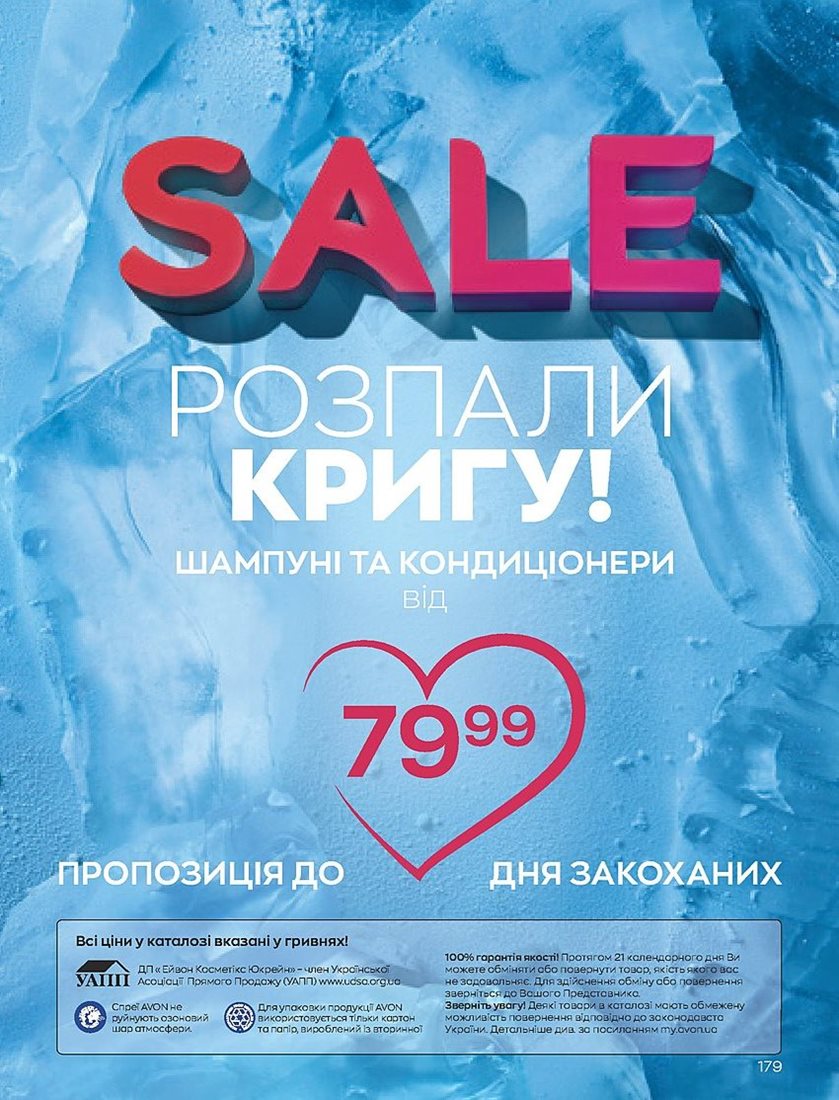 SALE
РОЗПАЛИ
КРИГУ!
ШАМПУНІ ТА КОНДИЦІОНЕРИ
ВІД
79 99
ПРОПОЗИЦІЯ ДО ДНЯ ЗАКОХАНИХ
Всі ціни у каталозі вказані у гривнях!
УАПП
ДП «Ейвон Косметікс Юкрейн» – член Української
Асоціації Прямого Продажу (УАПП) www.udsa.org.ua
Спреї AVON не
руйнують озоновий
шар атмосфери.
Для упаковки продукції AVON
використовується тільки картон
та папір, вироблений із вторинної
100% гарантія якості! Протягом 21 календарного дня Ви
можете обміняти або повернути товар, якість якого вас
не задовольняє. Для здійснення обміну або повернення
зверніться до Вашого Представника.
Зверніть увагу! Деякі товари в каталозі мають обмежену
можливість повернення відповідно до законодавста
України. Детальніше див. за посиланням my.avon.ua
179